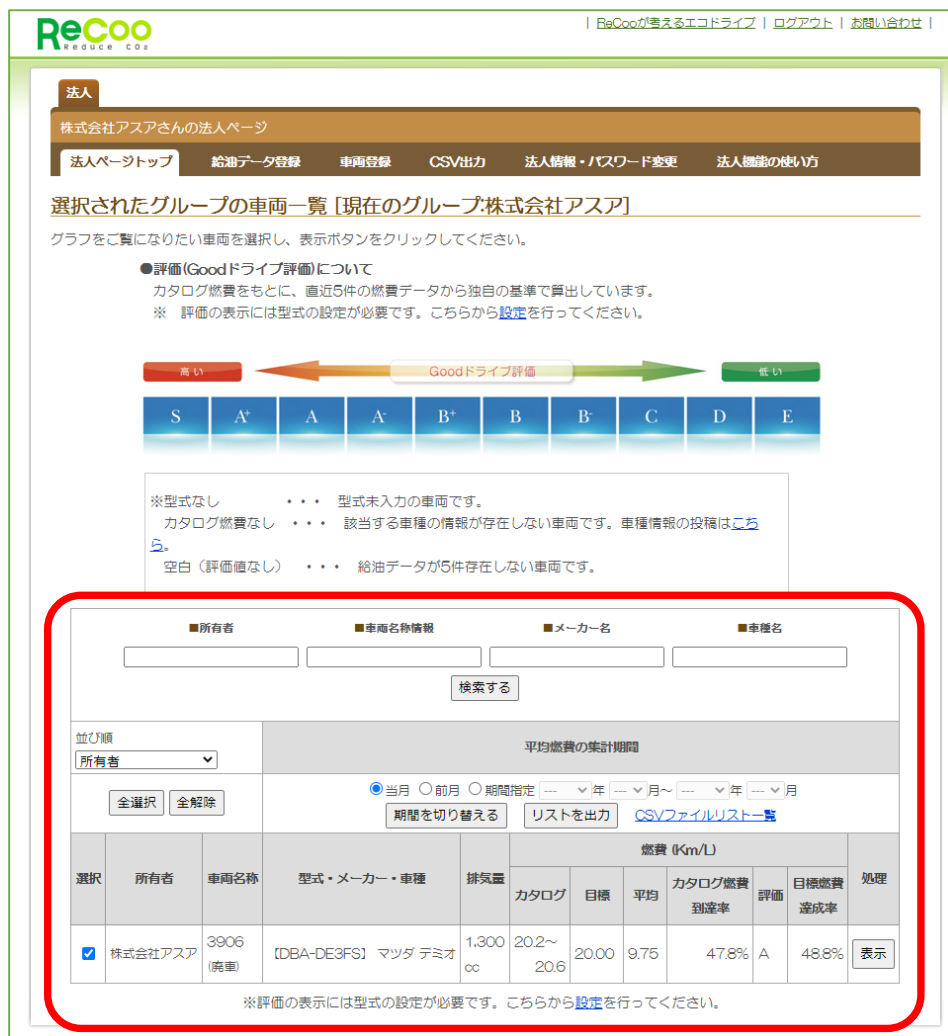 ReCoo
Reduce CO2
| ReCooが考えるエコドライブ | ログアウト | お問い合わせ |
法人
株式会社アスアさんの法人ページ
法人ページトップ 給油データ登録 車両登録 CSV出力 法人情報・パスワード変更 法人機能の使い方
選択されたグループの車両一覧 [現在のグループ:株式会社アスア]
グラフをご覧になりたい車両を選択し、表示ボタンをクリックしてください。
●評価(Goodドライブ評価)について
カタログ燃費をもとに、直近5件の燃費データから独自の基準で算出しています。
※ 評価の表示には型式の設定が必要です。こちらから設定を行ってください。
高い Goodドライブ評価 低い
S A+ A A- B+ B B- C D E
※型式なし ・・・ 型式未入力の車両です。
カタログ燃費なし ・・・ 該当する車種の情報が存在しない車両です。車種情報の投稿はこち
ら。
空白（評価値なし） ・・・ 給油データが5件存在しない車両です。
■所有者 ■車両名称情報 ■メーカー名 ■車種名
検索する
並び順
所有者
平均燃費の集計期間
全選択 全解除
当月 前月 期間指定 --- 年 --- 月～ --- 年 --- 月
期間を切り替える リストを出力 CSVファイルリスト一覧
選択 所有者 車両名称 型式・メーカー・車種 排気量 燃費 (Km/L) 処理
カタログ 目標 平均 カタログ燃費到達率 評価 目標燃費達成率
株式会社アスア 3906 (廃車) 【DBA-DE3FS】 マツダ デミオ 1,300 cc 20.2～20.6 20.00 9.75 47.8% A 48.8% 表示
※評価の表示には型式の設定が必要です。こちらから設定を行ってください。